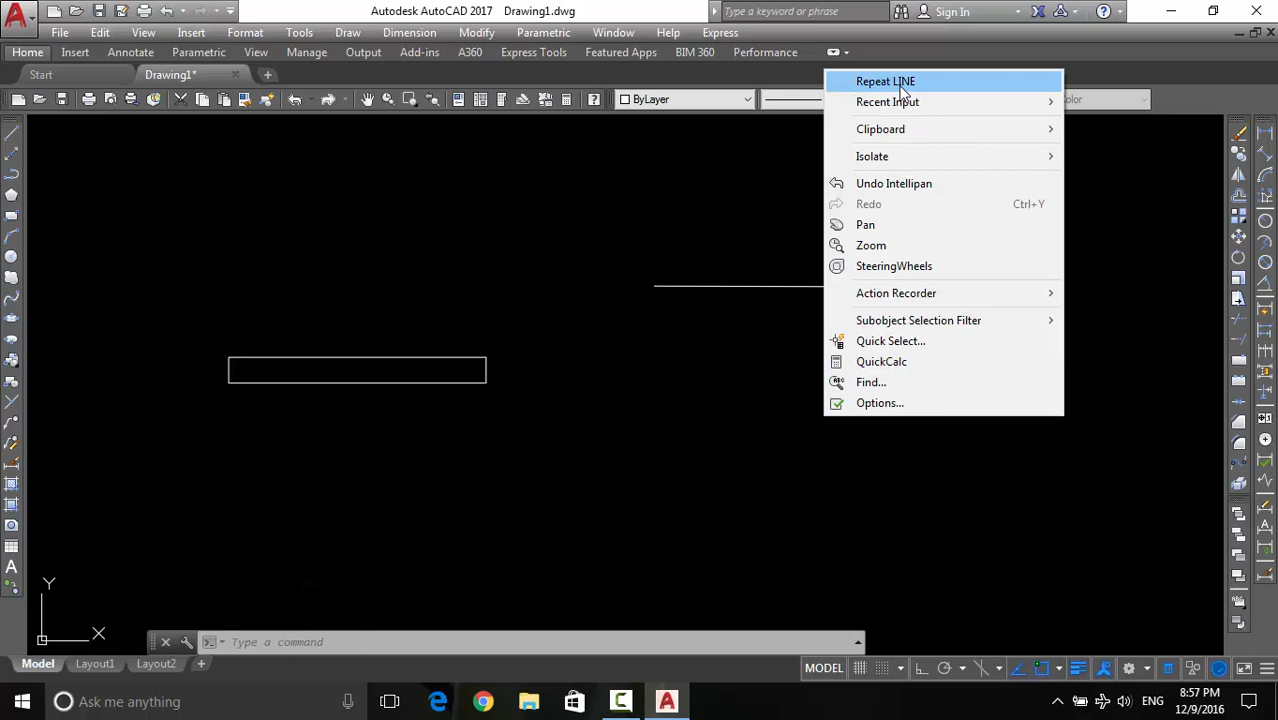 Autodesk AutoCAD 2017 Drawing1.dwg
Type a keyword or phrase
Sign In
File Edit View Insert Format Tools Draw Dimension Modify Parametric Window Help Express
Home Insert Annotate Parametric View Manage Output Add-ins A360 Express Tools Featured Apps BIM 360 Performance
Start Drawing1*
ByLayer
Color
Repeat LINE
Recent Input
Clipboard
Isolate
Undo Intellipan
Redo Ctrl+Y
Pan
Zoom
SteeringWheels
Action Recorder
Subobject Selection Filter
Quick Select...
QuickCalc
Find...
Options...
Y
X
A
Type a command
Model Layout1 Layout2 +
MODEL
Ask me anything
ENG
8:57 PM
12/9/2016